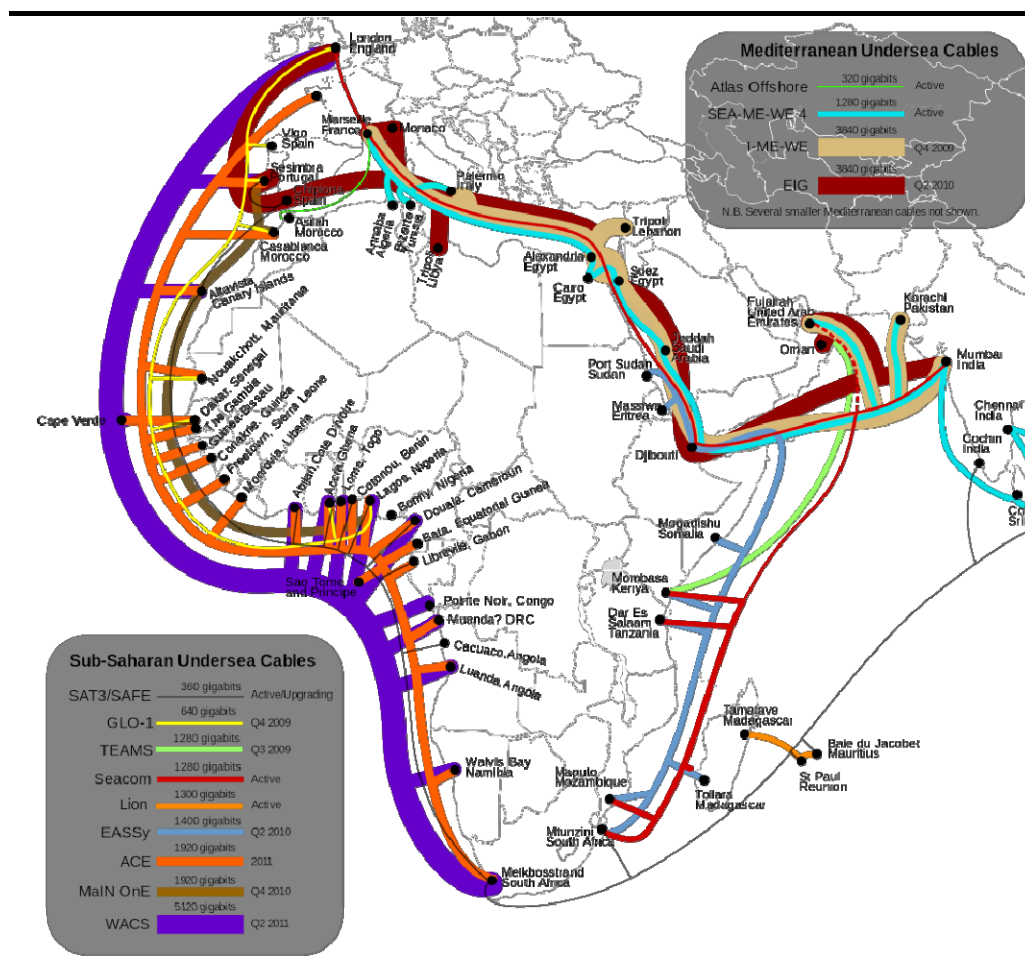 London
England
Mediterranean Undersea Cables
Atlas Offshore
320 gigabits
Active
SEA-ME-WE-4
1280 gigabits
Active
I-ME-WE
3840 gigabits
Q4 2009
EIG
3840 gigabits
Q2 2010
N.B. Several smaller Mediterranean cables not shown.
Marseille
France
Monaco
Vigo
Spain
Sesimbra
Portugal
Chipiona
Spain
Palermo
Italy
Asilah
Morocco
Casablanca
Morocco
Annaba
Algeria
Bizerte
Tunisia
Tripoli
Libya
Tripoli
Lebanon
Alexandria
Egypt
Cairo
Egypt
Suez
Egypt
Altavista
Canary Islands
Fujairah
United Arab
Emirates
Karachi
Pakistan
Oman
Mumbai
India
Jeddah
Saudi
Arabia
Port Sudan
Sudan
Massiwa
Eritrea
Djibouti
Chennai
India
Cochin
India
Nouakchott, Mauritania
Dakar, Senegal
The Gambia
Guinea-Bissau
Conakrie, Guinea
Freetown, Sierra Leone
Monrovia, Liberia
Cape Verde
Abijan, Cote D'Ivoire
Accra, Ghana
Lome, Togo
Cotonou, Benin
Lagos, Nigeria
Bonny, Nigeria
Douala, Cameroun
Bata, Equatorial Guinea
Libreville, Gabon
Sao Tome
and Principe
Pointe Noir, Congo
Muanda? DRC
Cacuaco,Angola
Luanda,Angola
Mogadishu
Somalia
Mombasa
Kenya
Dar Es
Salaam
Tanzania
Sub-Saharan Undersea Cables
SAT3/SAFE
360 gigabits
Active/Upgrading
GLO-1
640 gigabits
Q4 2009
TEAMS
1280 gigabits
Q3 2009
Seacom
1280 gigabits
Active
Lion
1300 gigabits
Active
EASSy
1400 gigabits
Q2 2010
ACE
1920 gigabits
2011
MaIN OnE
1920 gigabits
Q4 2010
WACS
5120 gigabits
Q2 2011
Walvis Bay
Namibia
Maputo
Mozambique
Mtunzini
South Africa
Melkbosstrand
South Africa
Tamatave
Madagascar
Toliara
Madagascar
Baie du Jacobet
Mauritius
St Paul
Reunion